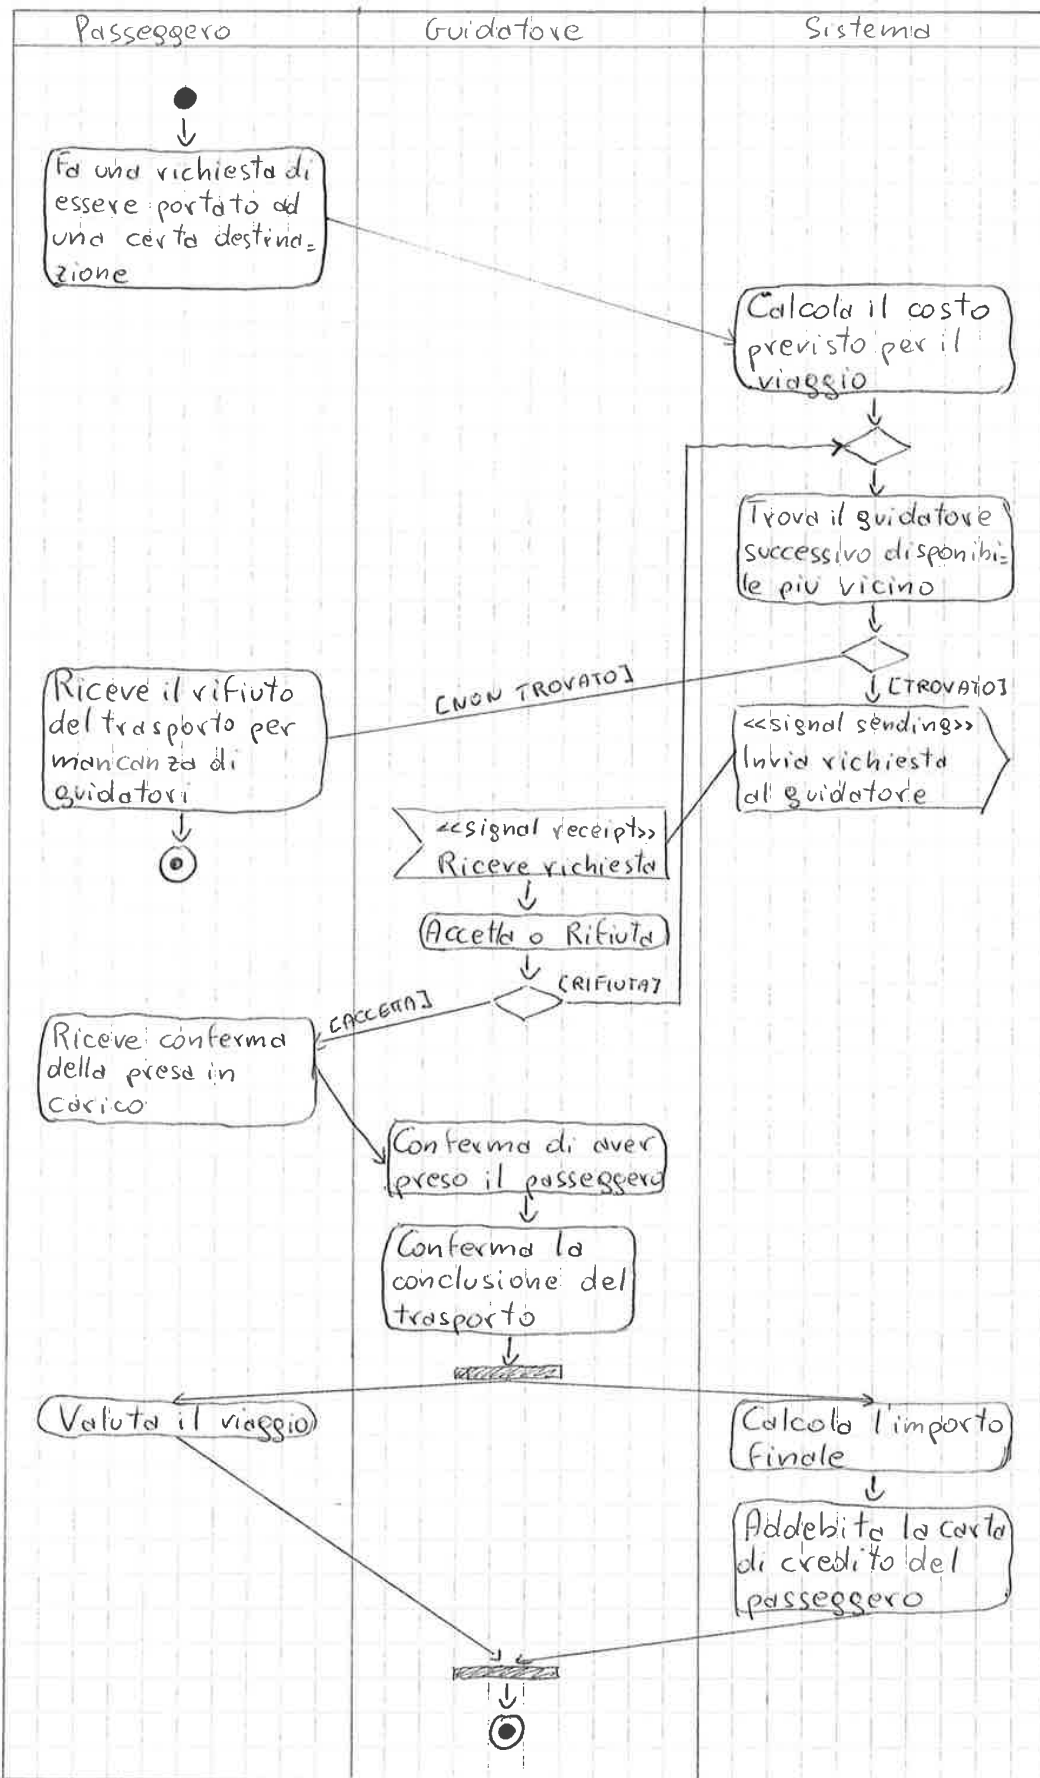 Passeggero
Guidatore
Sistema
Fa una richiesta di
essere portato ad
una certa destina=
zione
Calcola il costo
previsto per il
viaggio
Trova il guidatore
successivo disponibi=
le più vicino
[NON TROVATO]
[TROVATO]
Riceve il rifiuto
del trasporto per
mancanza di
guidatori
<<signal sending>>
Invia richiesta
al guidatore
<<signal receipt>>
Riceve richiesta
Accetta o Rifiuta
[RIFIUTA]
[ACCETTA]
Riceve conferma
della presa in
carico
Conferma di aver
preso il passeggero
Conferma la
conclusione del
trasporto
Valuta il viaggio
Calcola l'importo
finale
Addebita la carta
di credito del
passeggero